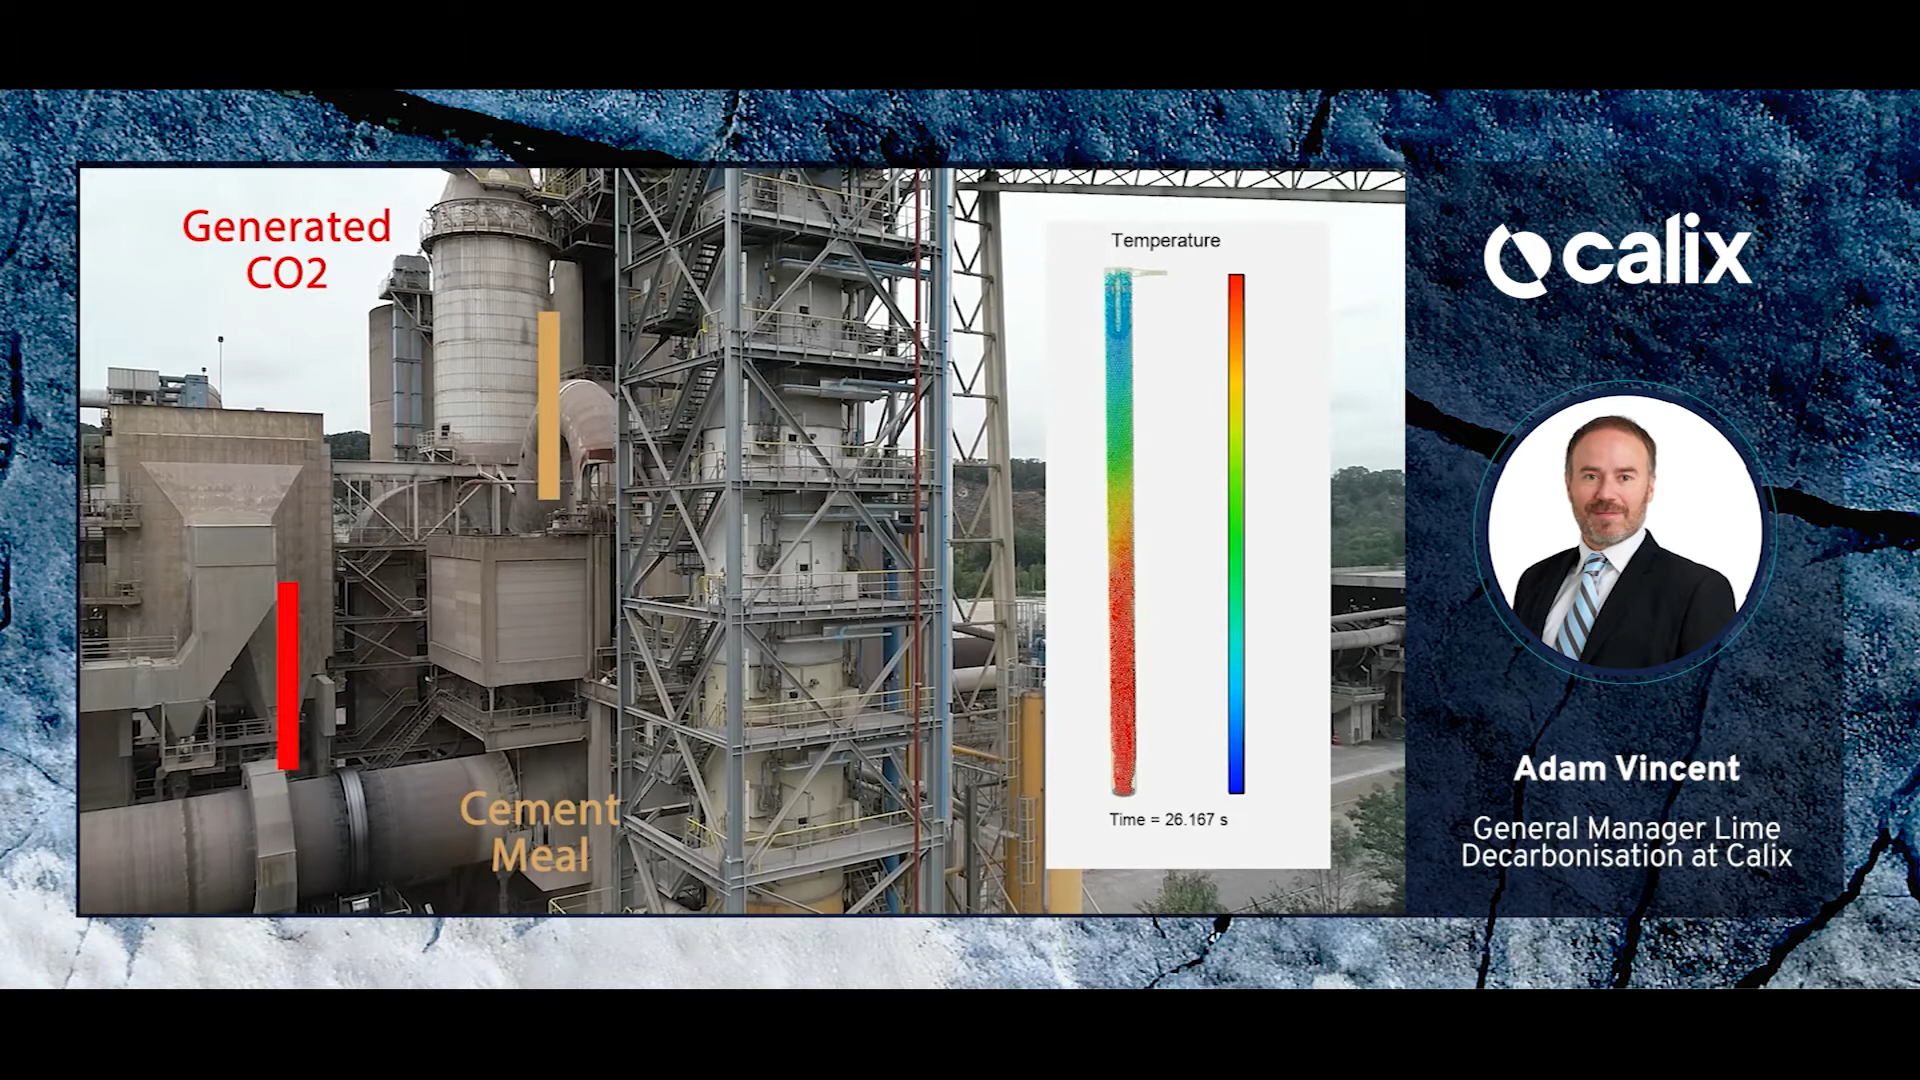 Generated
CO2
Cement
Meal
Temperature
Time = 26.167 s
calix
Adam Vincent
General Manager Lime
Decarbonisation at Calix